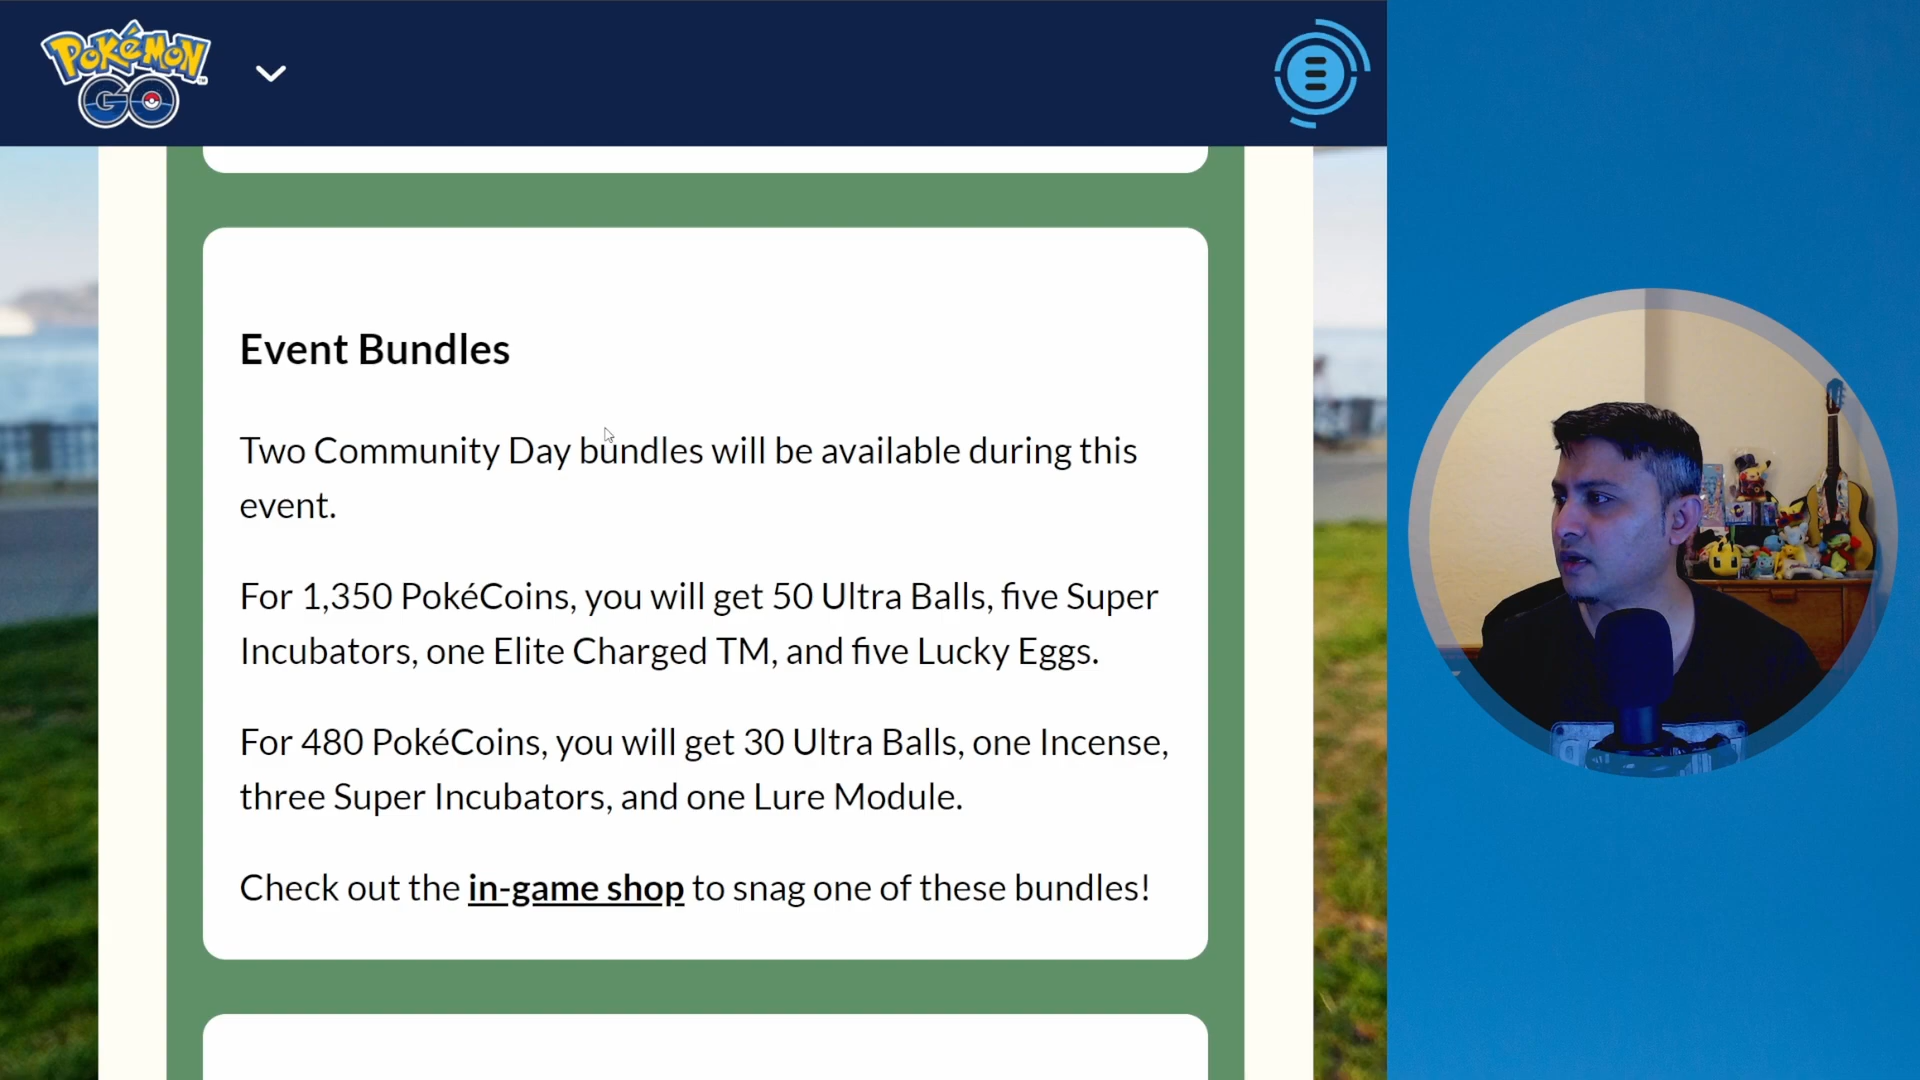 POKéMON
GO
Event Bundles
Two Community Day bundles will be available during this
event.
For 1,350 PokéCoins, you will get 50 Ultra Balls, five Super
Incubators, one Elite Charged TM, and five Lucky Eggs.
For 480 PokéCoins, you will get 30 Ultra Balls, one Incense,
three Super Incubators, and one Lure Module.
Check out the in-game shop to snag one of these bundles!